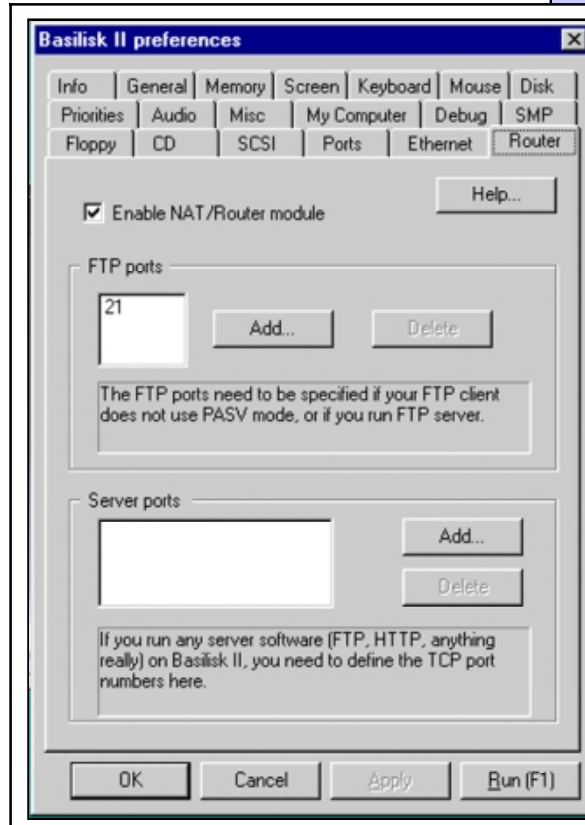 Basilisk II preferences
Info General Memory Screen Keyboard Mouse Disk
Priorities Audio Misc My Computer Debug SMP
Floppy CD SCSI Ports Ethernet Router
Help...
Enable NAT/Router module
FTP ports
21
Add...
Delete
The FTP ports need to be specified if your FTP client
does not use PASV mode, or if you run FTP server.
Server ports
Add...
Delete
If you run any server software (FTP, HTTP, anything
really) on Basilisk II, you need to define the TCP port
numbers here.
OK Cancel Apply Run (F1)